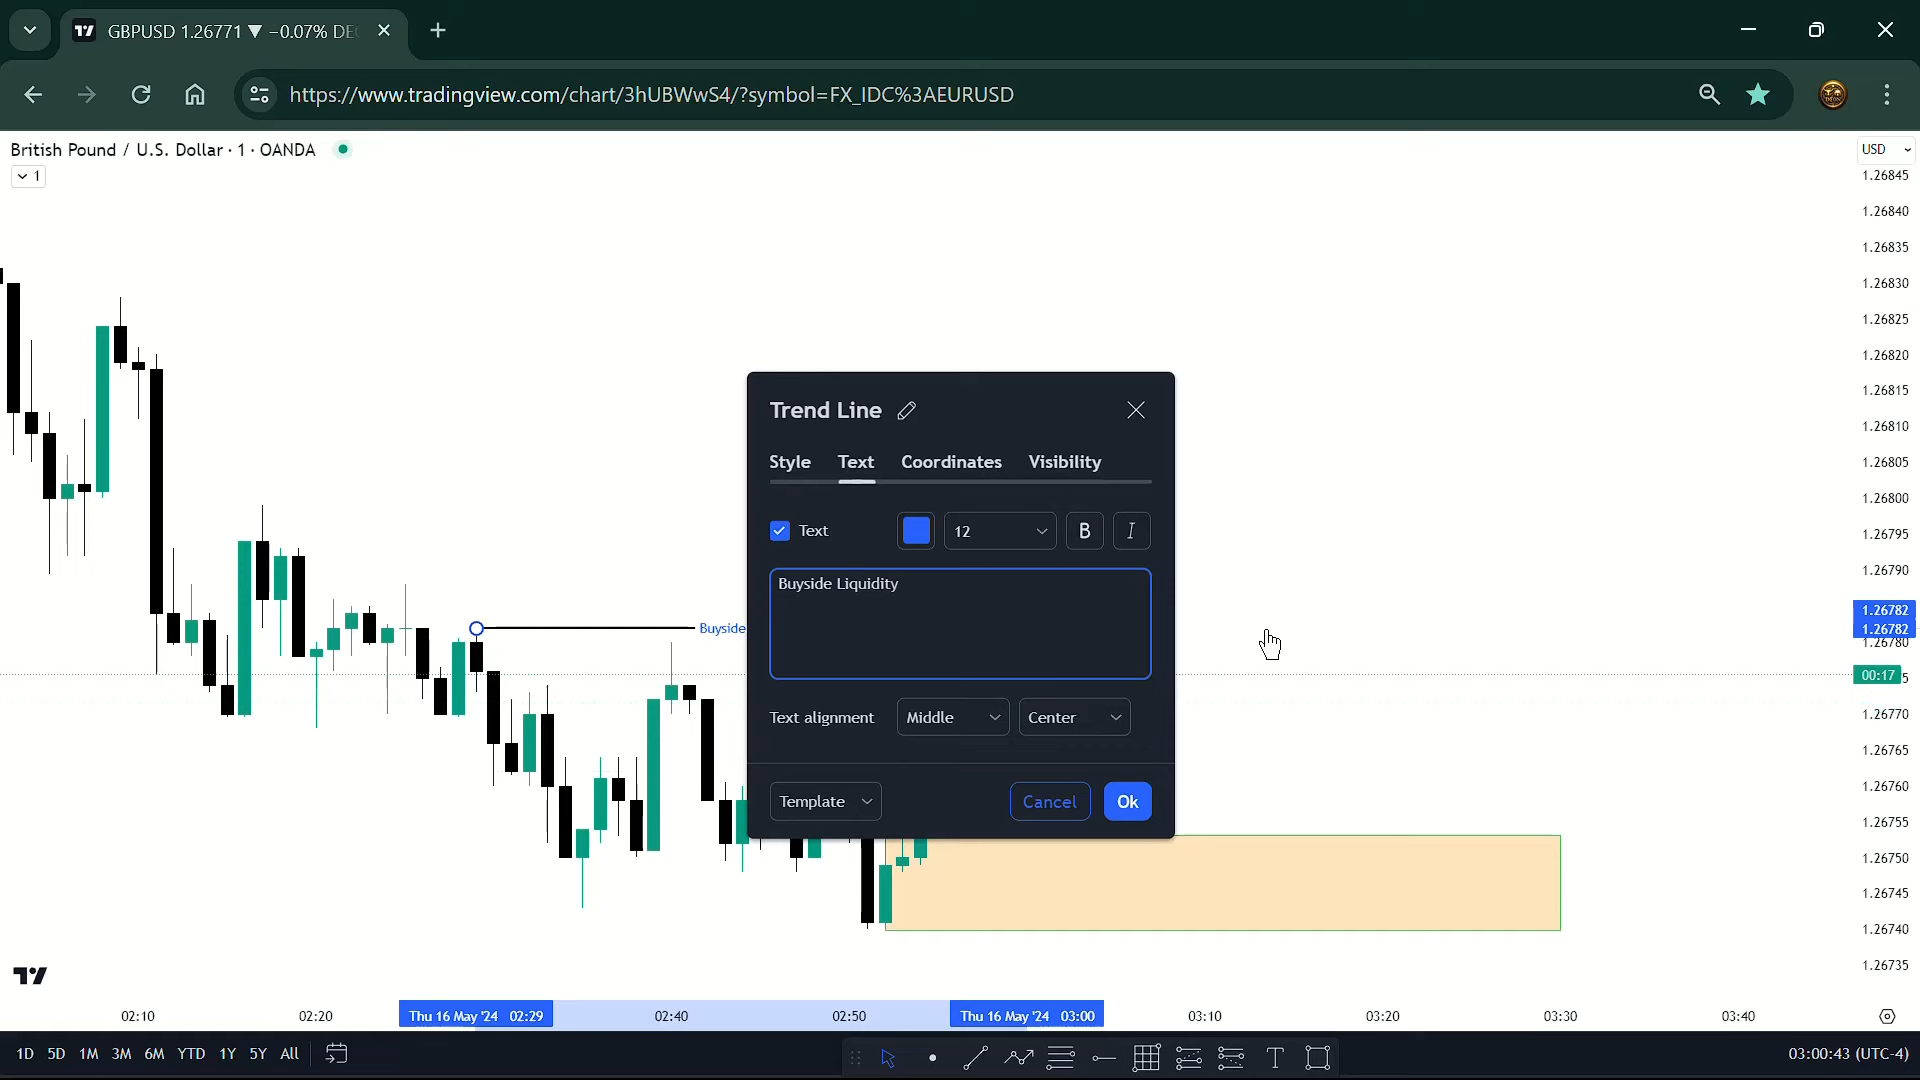 GBPUSD 1.26771 ▼ −0.07% DE
https://www.tradingview.com/chart/3hUBWwS4/?symbol=FX_IDC%3AEURUSD
British Pound / U.S. Dollar · 1 · OANDA
USD
1
1.26845
1.26840
1.26835
1.26830
1.26825
1.26820
1.26815
1.26810
1.26805
1.26800
1.26795
1.26790
1.26782
1.26782
1.26780
00:17
5
1.26770
1.26765
1.26760
1.26755
1.26750
1.26745
1.26740
1.26735
Buyside
Trend Line
Style Text Coordinates Visibility
Text 12 B I
Buyside Liquidity
Text alignment Middle Center
Template Cancel Ok
02:10 02:20 Thu 16 May '24 02:29 02:40 02:50 Thu 16 May '24 03:00 03:10 03:20 03:30 03:40
1D 5D 1M 3M 6M YTD 1Y 5Y All
03:00:43 (UTC-4)